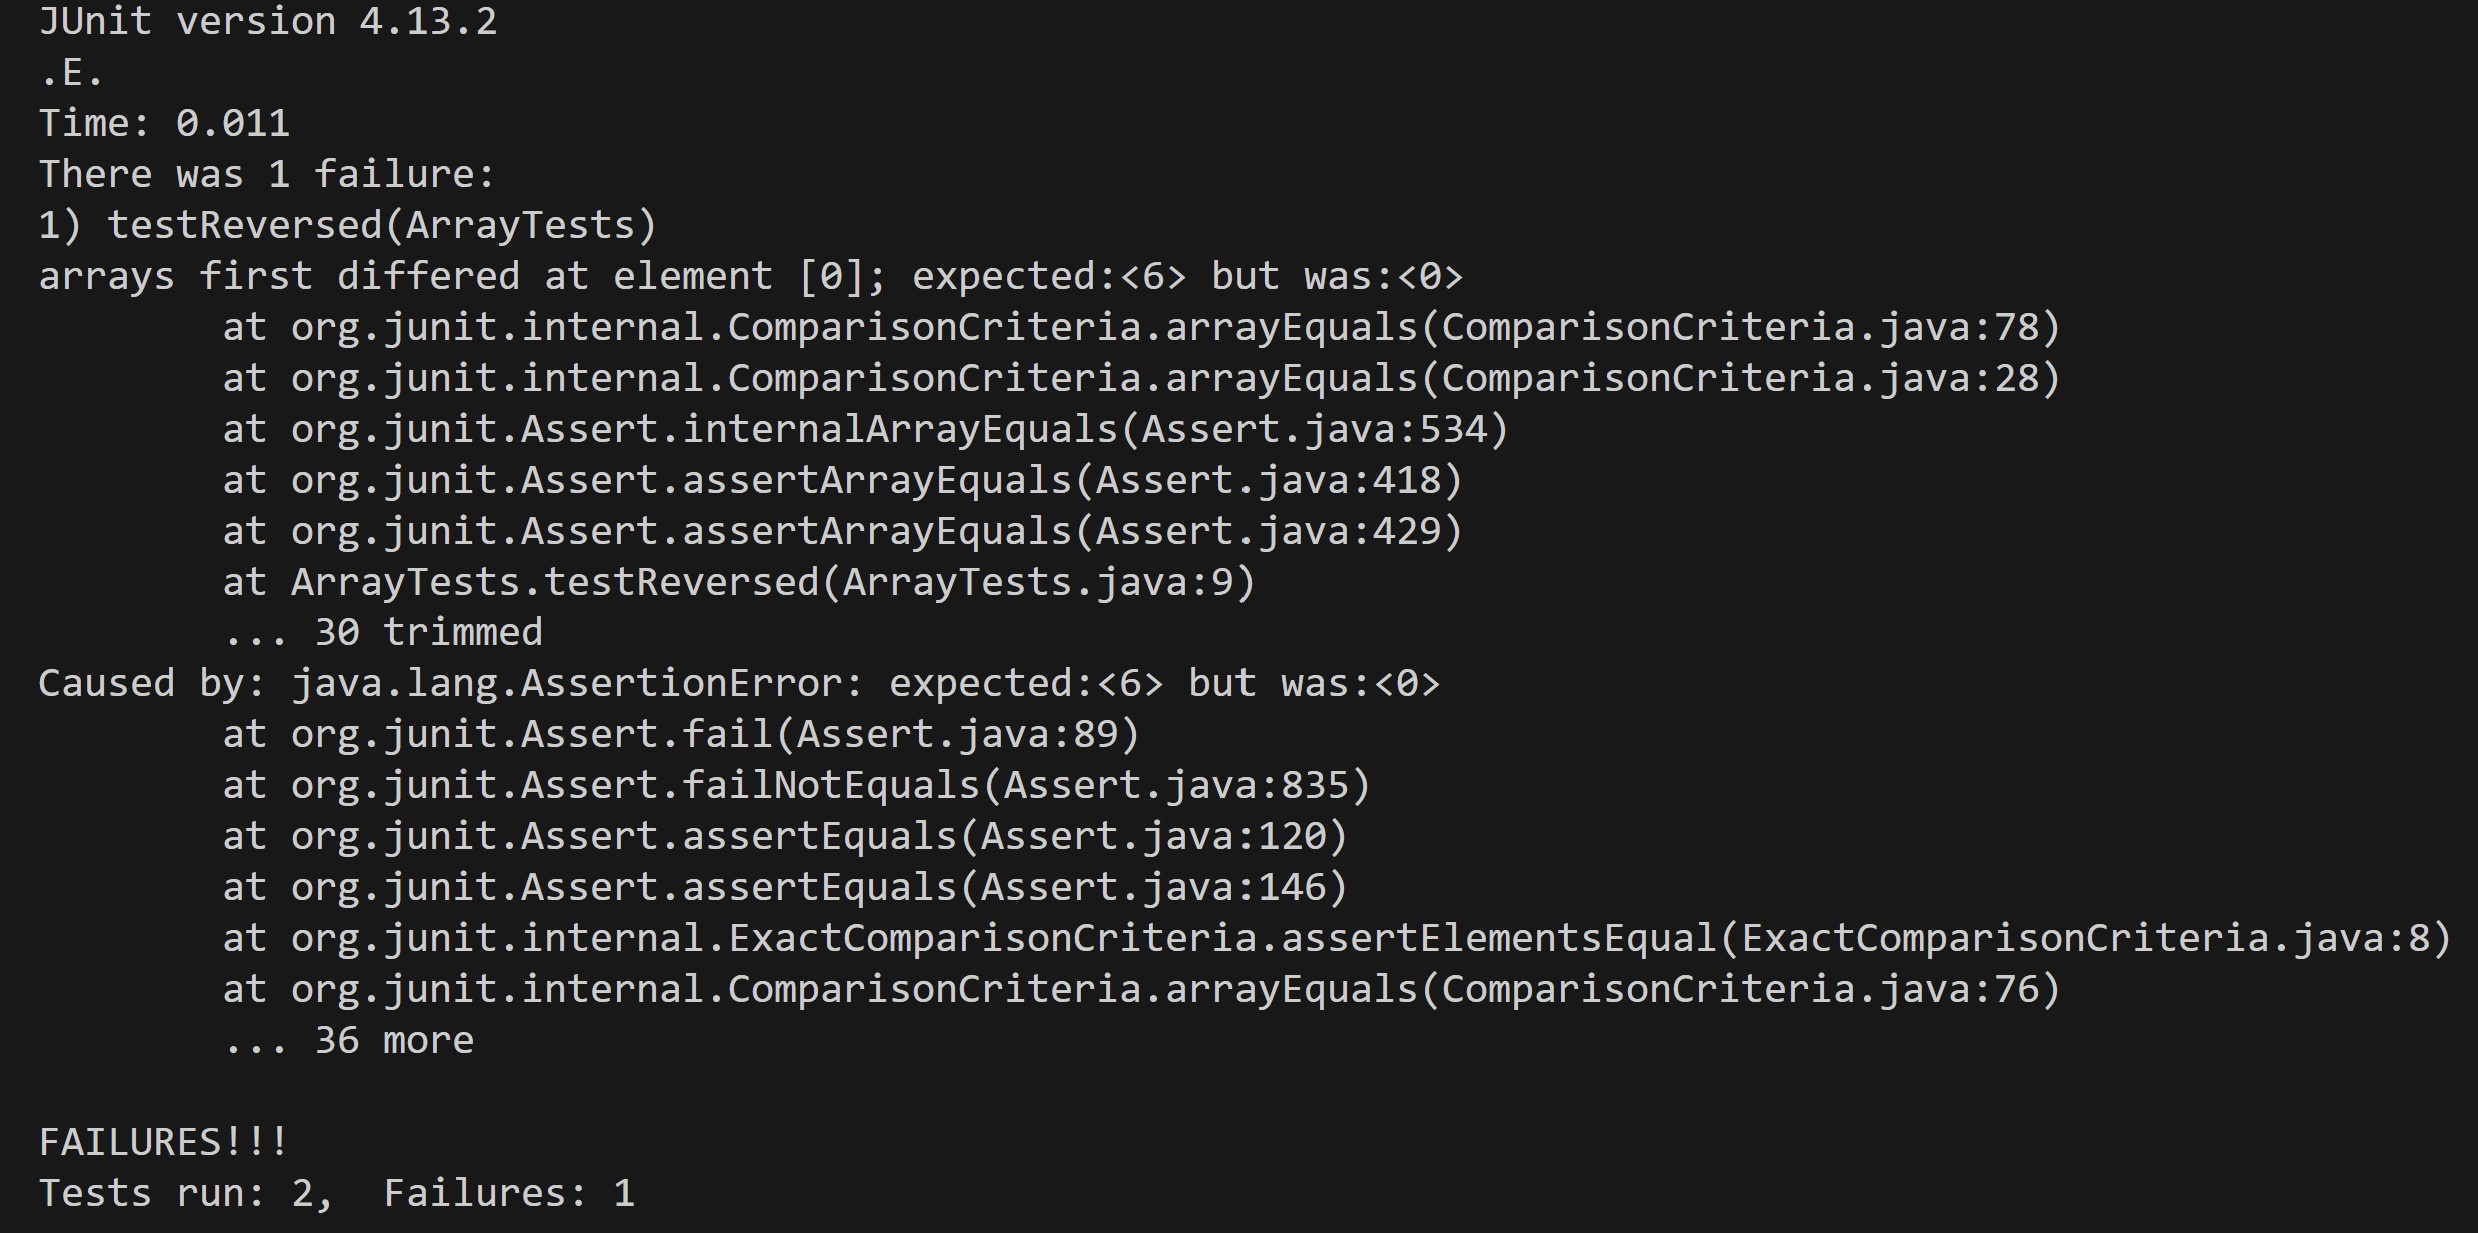 JUnit version 4.13.2
.E.
Time: 0.011
There was 1 failure:
1) testReversed(ArrayTests)
arrays first differed at element [0]; expected:<6> but was:<0>
        at org.junit.internal.ComparisonCriteria.arrayEquals(ComparisonCriteria.java:78)
        at org.junit.internal.ComparisonCriteria.arrayEquals(ComparisonCriteria.java:28)
        at org.junit.Assert.internalArrayEquals(Assert.java:534)
        at org.junit.Assert.assertArrayEquals(Assert.java:418)
        at org.junit.Assert.assertArrayEquals(Assert.java:429)
        at ArrayTests.testReversed(ArrayTests.java:9)
        ... 30 trimmed
Caused by: java.lang.AssertionError: expected:<6> but was:<0>
        at org.junit.Assert.fail(Assert.java:89)
        at org.junit.Assert.failNotEquals(Assert.java:835)
        at org.junit.Assert.assertEquals(Assert.java:120)
        at org.junit.Assert.assertEquals(Assert.java:146)
        at org.junit.internal.ExactComparisonCriteria.assertElementsEqual(ExactComparisonCriteria.java:8)
        at org.junit.internal.ComparisonCriteria.arrayEquals(ComparisonCriteria.java:76)
        ... 36 more

FAILURES!!!
Tests run: 2,  Failures: 1